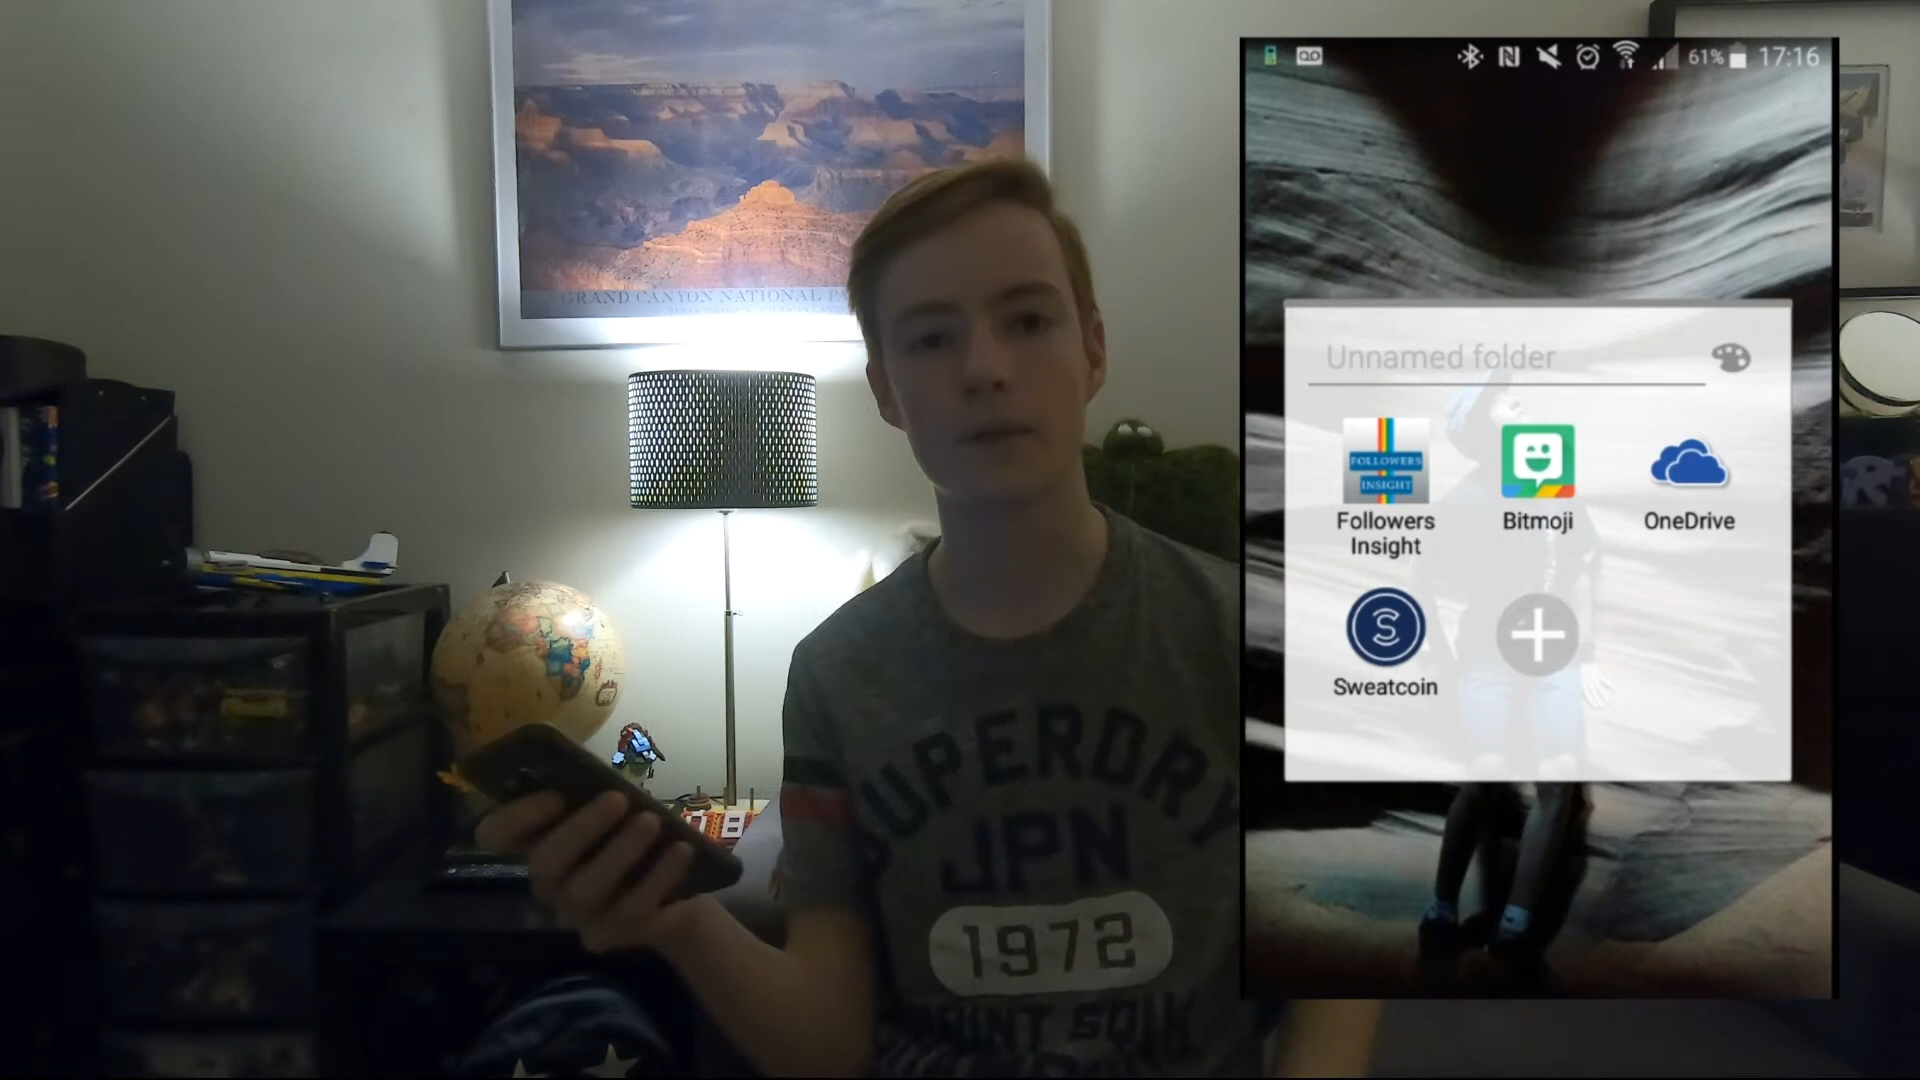 GRAND CANYON NATIONAL
61% 17:16
Unnamed folder
FOLLOWERS
INSIGHT
Followers
Insight
Bitmoji
OneDrive
S
Sweatcoin
SUPERDRY
JPN
1972